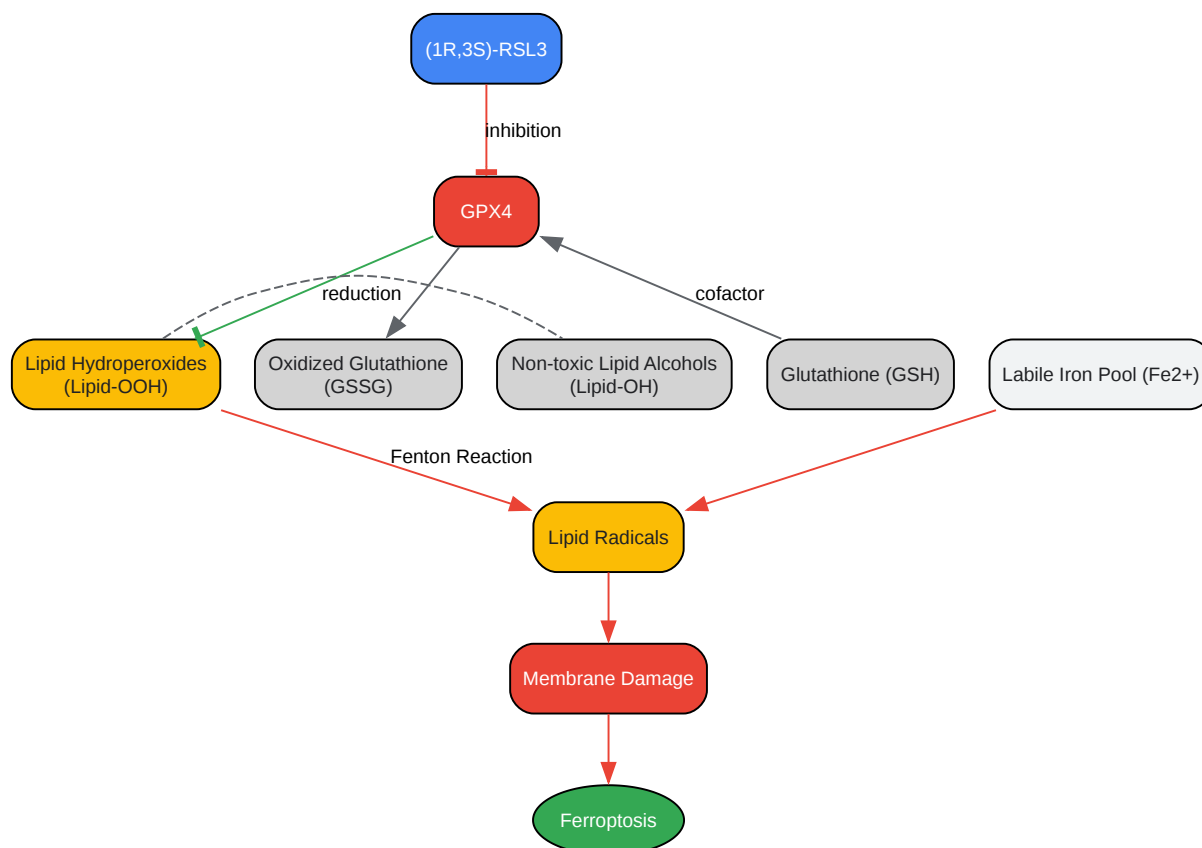 (1R,3S)-RSL3
inhibition
GPX4
reduction
cofactor
Lipid Hydroperoxides
(Lipid-OOH)
Oxidized Glutathione
(GSSG)
Non-toxic Lipid Alcohols
(Lipid-OH)
Glutathione (GSH)
Labile Iron Pool (Fe2+)
Fenton Reaction
Lipid Radicals
Membrane Damage
Ferroptosis